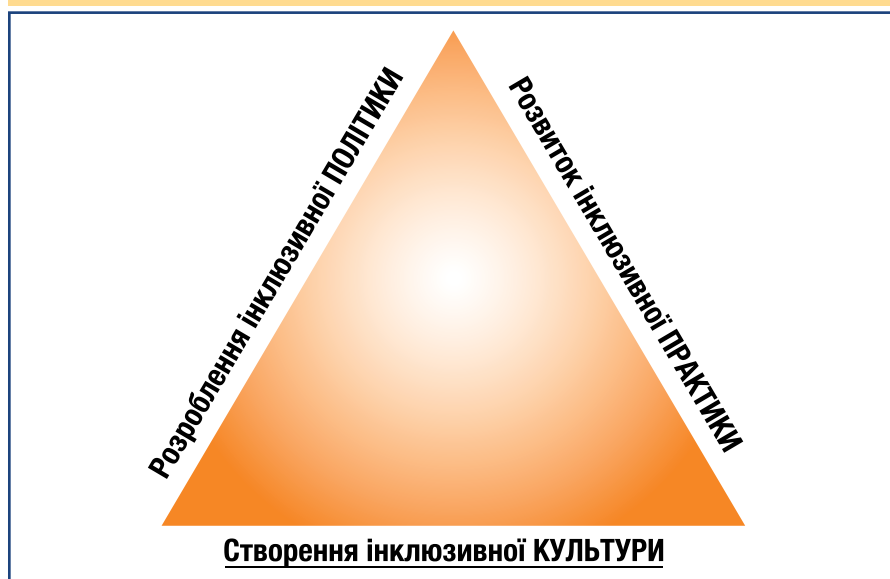 Розроблення інклюзивної ПОЛІТИКИ
Розвиток інклюзивної ПРАКТИКИ
Створення інклюзивної КУЛЬТУРИ